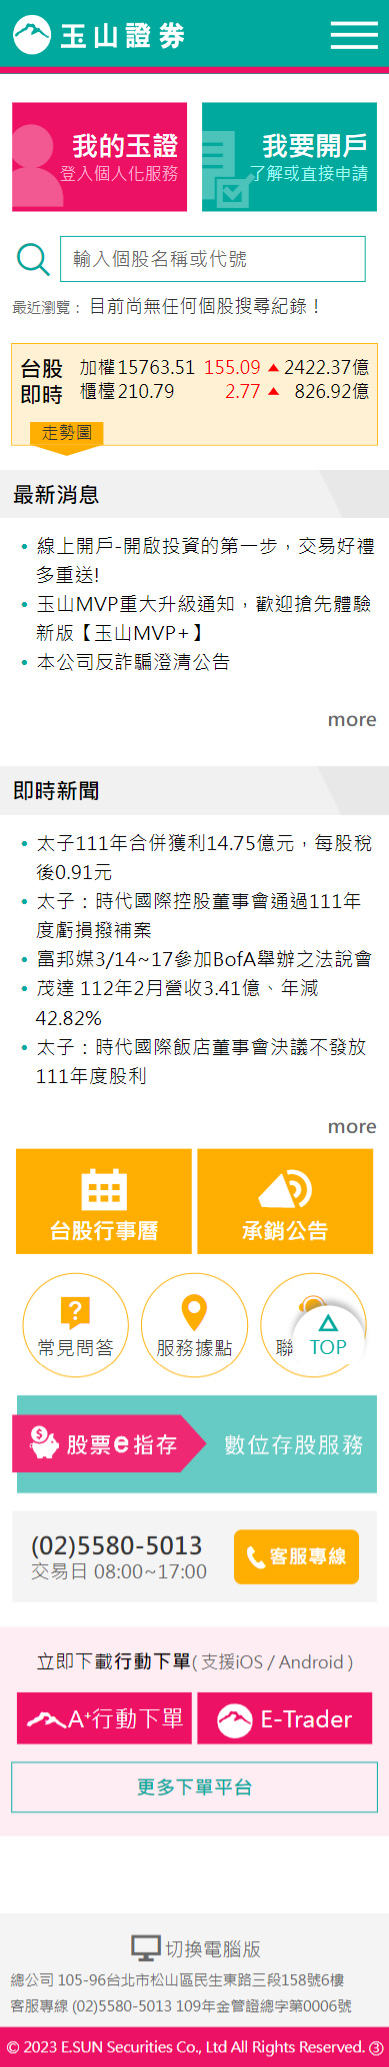 玉山證券
我的玉證
登入個人化服務
我要開戶
了解或直接申請
輸入個股名稱或代號
最近瀏覽： 目前尚無任何個股搜尋紀錄！
台股
即時
加權 15763.51 155.09 ▲ 2422.37億
櫃檯 210.79 2.77 ▲ 826.92億
走勢圖
最新消息
• 線上開戶-開啟投資的第一步，交易好禮
多重送!
• 玉山MVP重大升級通知，歡迎搶先體驗
新版【玉山MVP+】
• 本公司反詐騙澄清公告
more
即時新聞
• 太子111年合併獲利14.75億元，每股稅
後0.91元
• 太子：時代國際控股董事會通過111年
度虧損撥補案
• 富邦媒3/14~17參加BofA舉辦之法說會
• 茂達 112年2月營收3.41億、年減
42.82%
• 太子：時代國際飯店董事會決議不發放
111年度股利
more
台股行事曆
承銷公告
常見問答
服務據點
聯
TOP
股票e指存
數位存股服務
(02)5580-5013
交易日 08:00~17:00
客服專線
立即下載行動下單(支援iOS / Android)
A+行動下單
E-Trader
更多下單平台
切換電腦版
總公司 105-96台北市松山區民生東路三段158號6樓
客服專線 (02)5580-5013 109年金管證總字第0006號
© 2023 E.SUN Securities Co., Ltd All Rights Reserved. ③